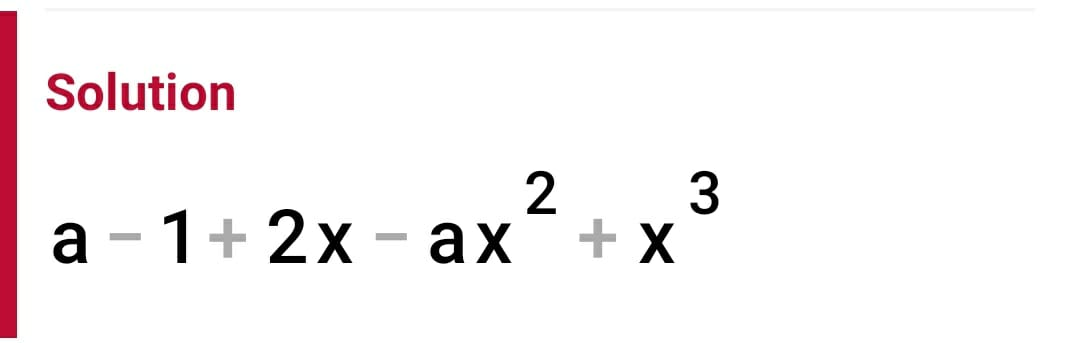 Solution
a − 1 + 2x − ax² + x³